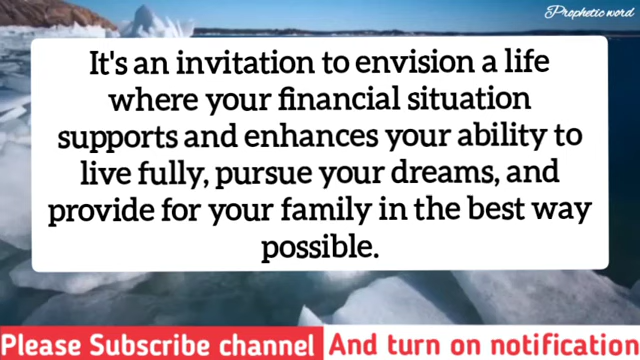 Prophetic word
It's an invitation to envision a life
where your financial situation
supports and enhances your ability to
live fully, pursue your dreams, and
provide for your family in the best way
possible.
Please Subscribe channel And turn on notification